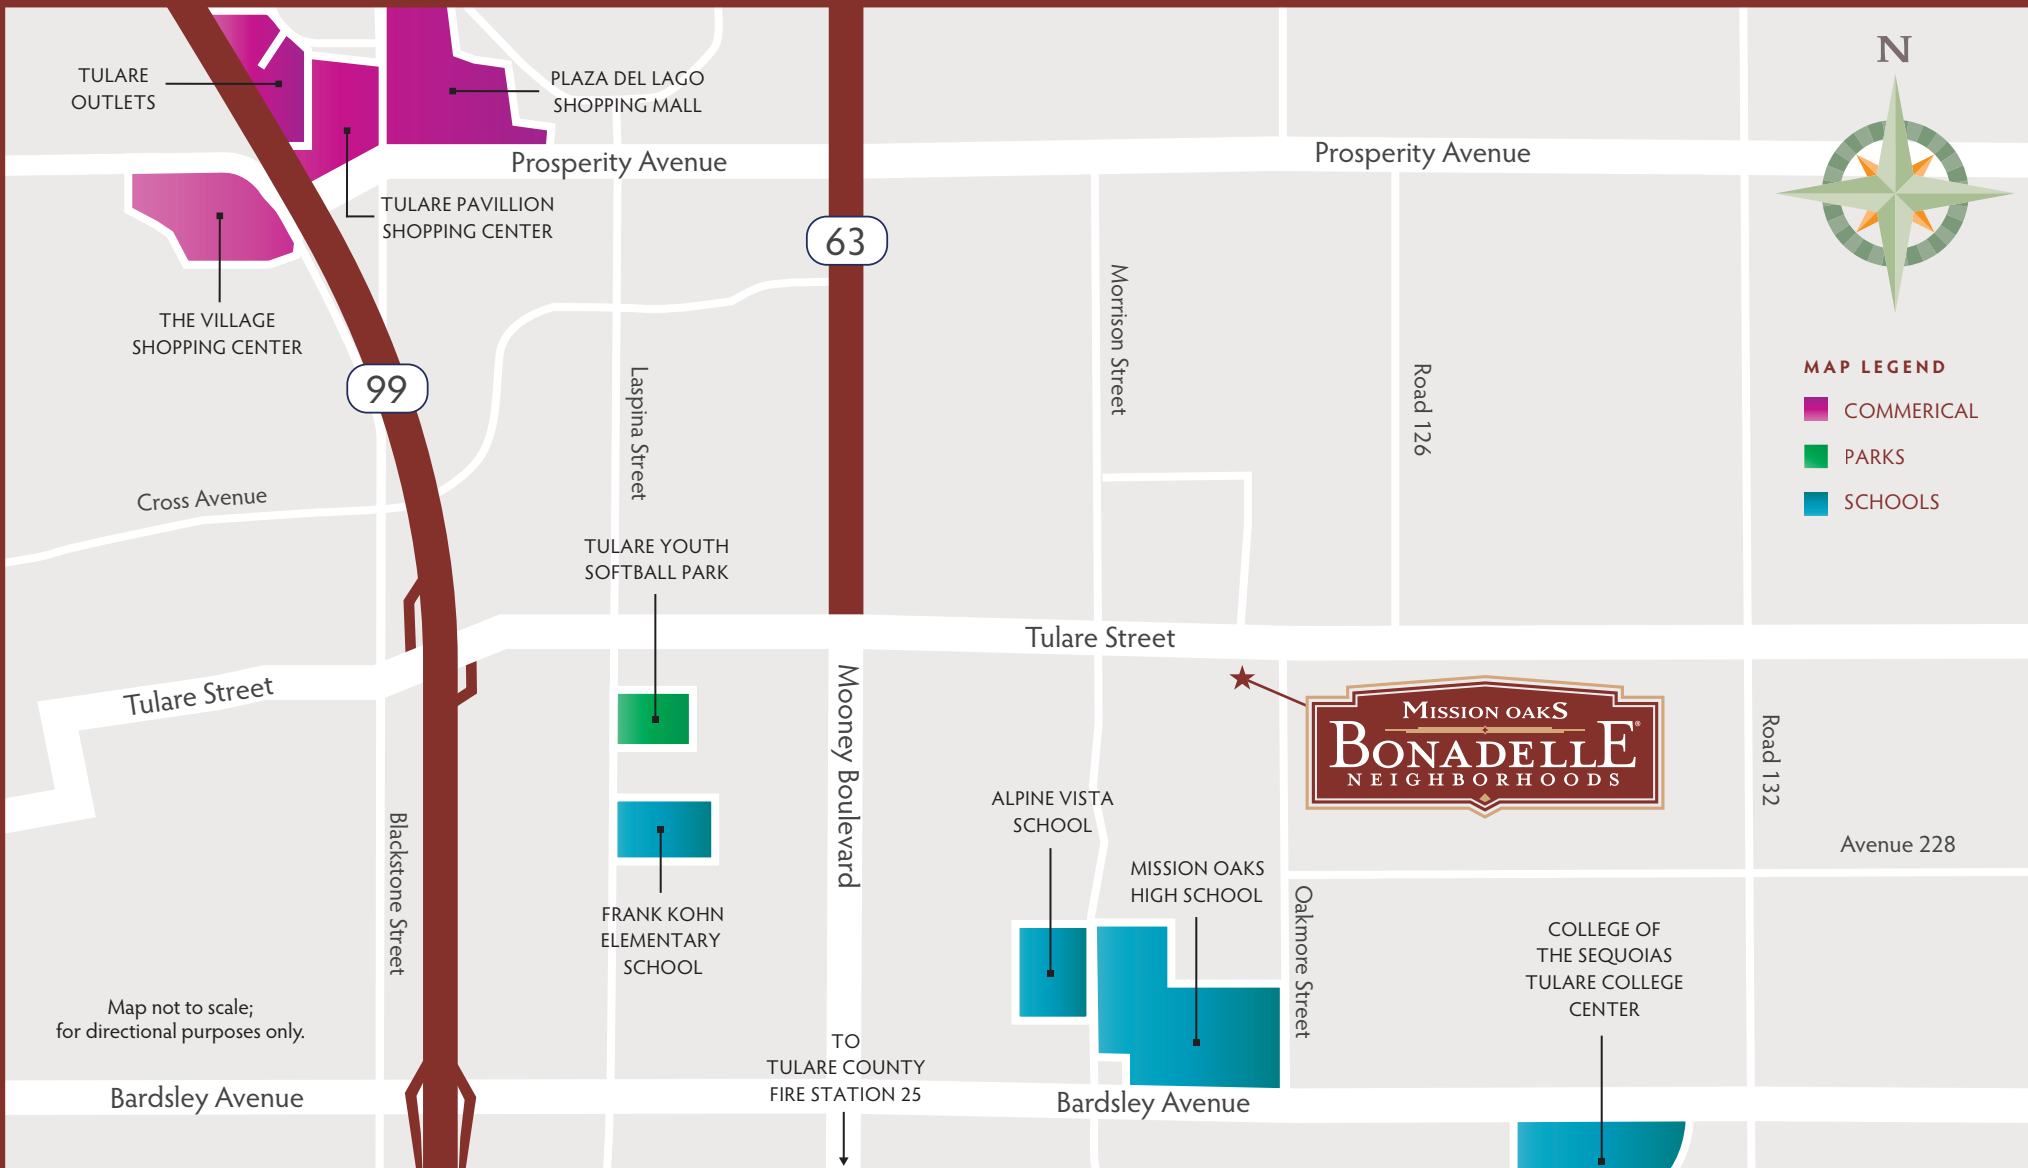 TULARE
OUTLETS
PLAZA DEL LAGO
SHOPPING MALL
N
Prosperity Avenue
Prosperity Avenue
TULARE PAVILLION
SHOPPING CENTER
63
THE VILLAGE
SHOPPING CENTER
99
Morrison Street
Laspina Street
Road 126
MAP LEGEND
COMMERICAL
PARKS
SCHOOLS
Cross Avenue
TULARE YOUTH
SOFTBALL PARK
Tulare Street
Tulare Street
Mooney Boulevard
MISSION OAKS
BONADELLE®
NEIGHBORHOODS
Road 132
Blackstone Street
ALPINE VISTA
SCHOOL
Avenue 228
MISSION OAKS
HIGH SCHOOL
Oakmore Street
FRANK KOHN
ELEMENTARY
SCHOOL
COLLEGE OF
THE SEQUOIAS
TULARE COLLEGE
CENTER
Map not to scale;
for directional purposes only.
TO
TULARE COUNTY
FIRE STATION 25
Bardsley Avenue
Bardsley Avenue